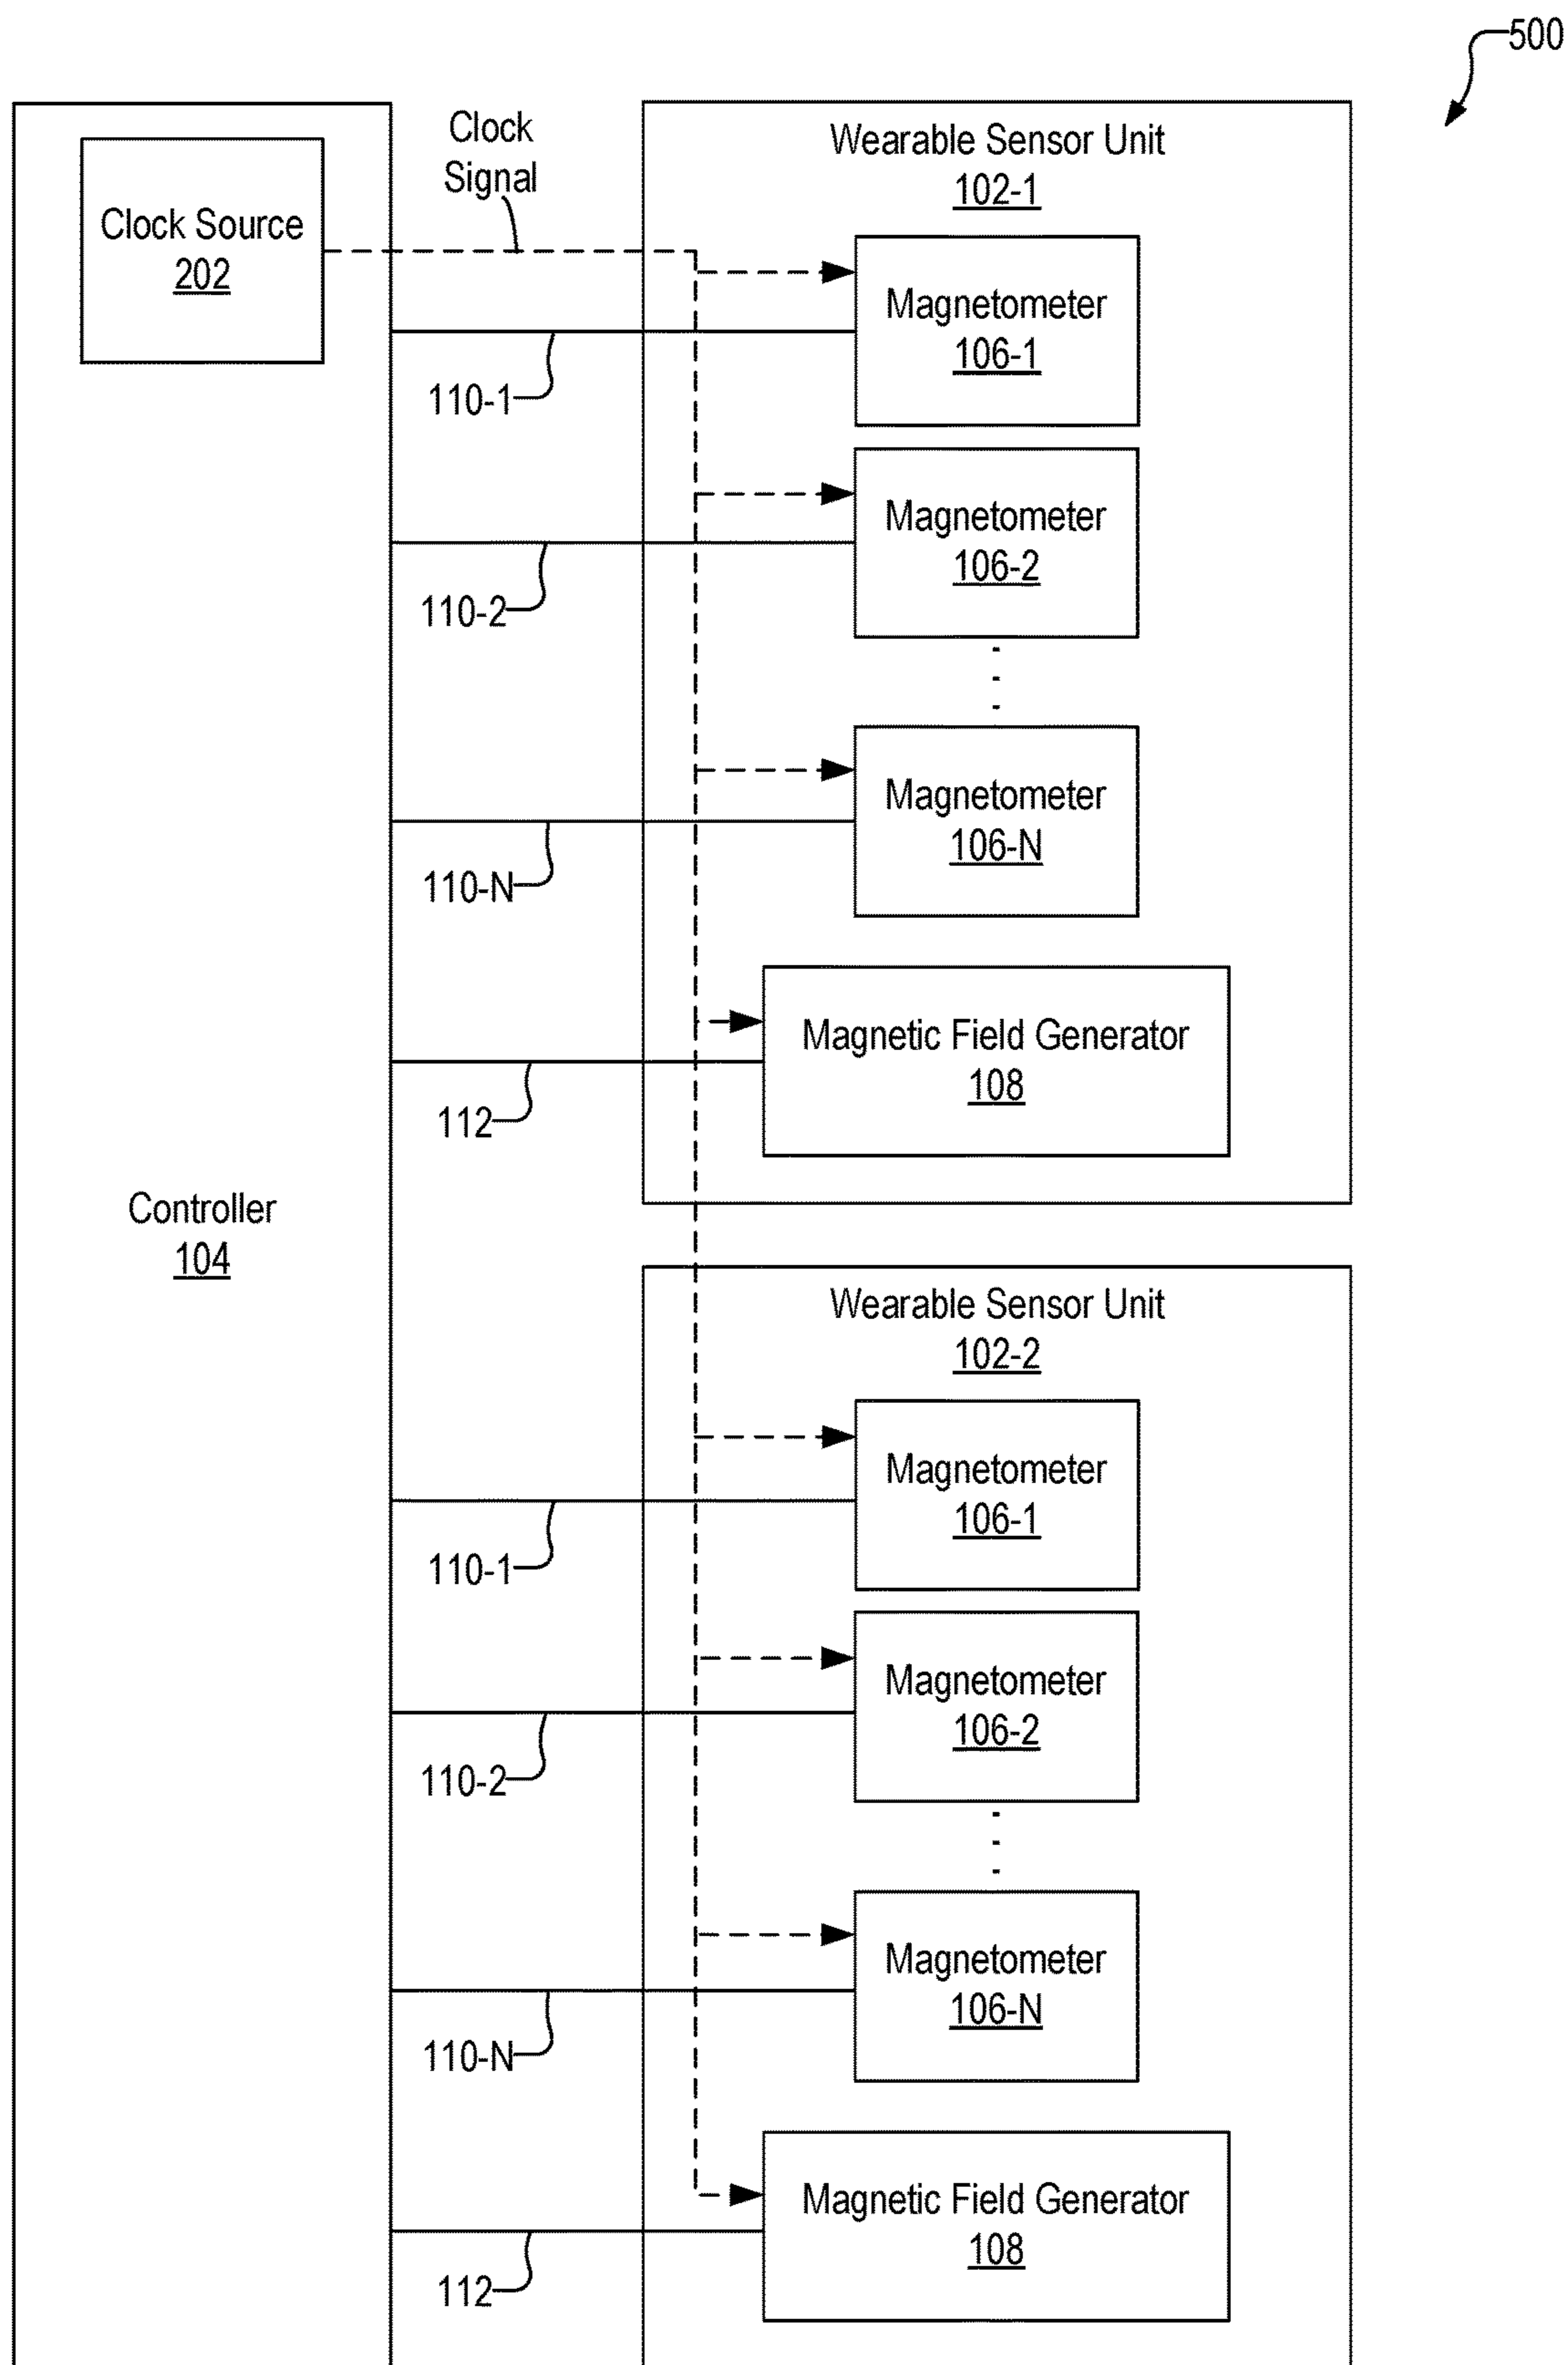 500
Clock
Signal
Clock Source
202
Wearable Sensor Unit
102-1
Magnetometer
106-1
110-1
Magnetometer
106-2
110-2
Magnetometer
106-N
110-N
Magnetic Field Generator
108
112
Controller
104
Wearable Sensor Unit
102-2
Magnetometer
106-1
110-1
Magnetometer
106-2
110-2
Magnetometer
106-N
110-N
Magnetic Field Generator
108
112